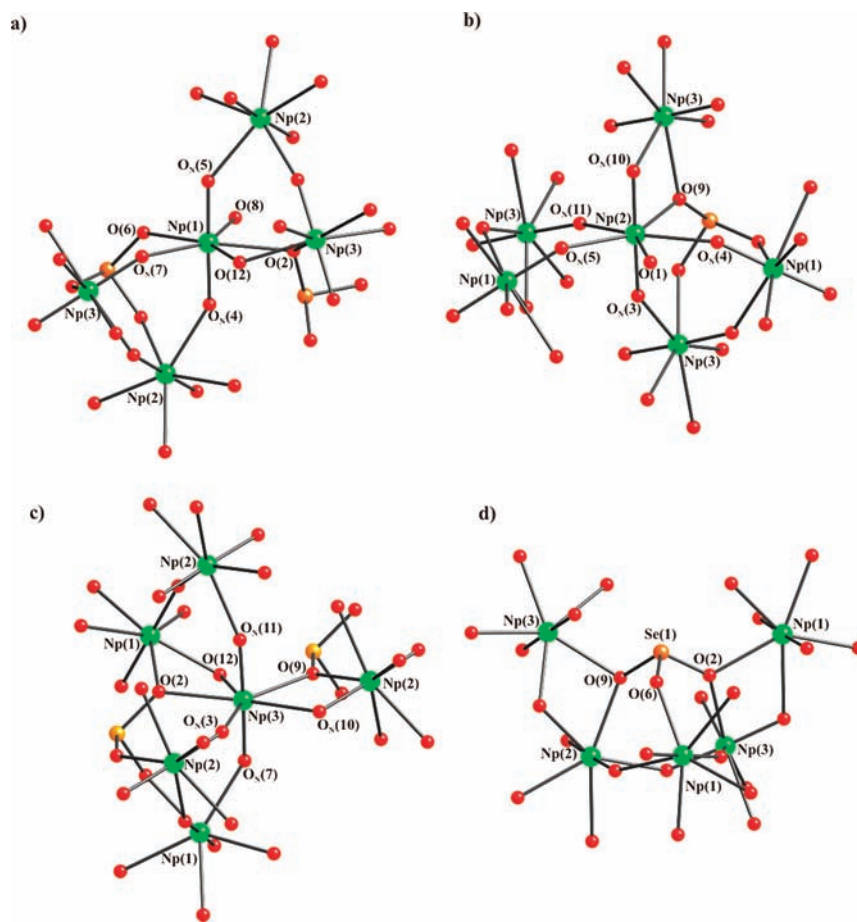 a)
Np(2)
O_N(5)
Np(1)
O(8)
O(6)
O_N(7)
O(12)
O(2)
Np(3)
Np(3)
O_N(4)
Np(2)
b)
Np(3)
O_N(10)
O(9)
Np(3)
O_N(11)
Np(2)
Np(1)
O_N(5)
O(1)
O_N(4)
Np(1)
O_N(3)
Np(3)
c)
Np(2)
Np(1)
O_N(11)
O(12)
O(9)
O(2)
Np(2)
Np(3)
O_N(3)
O_N(10)
Np(2)
O_N(7)
Np(1)
d)
Np(3)
Se(1)
Np(1)
O(9)
O(6)
O(2)
Np(2)
Np(3)
Np(1)